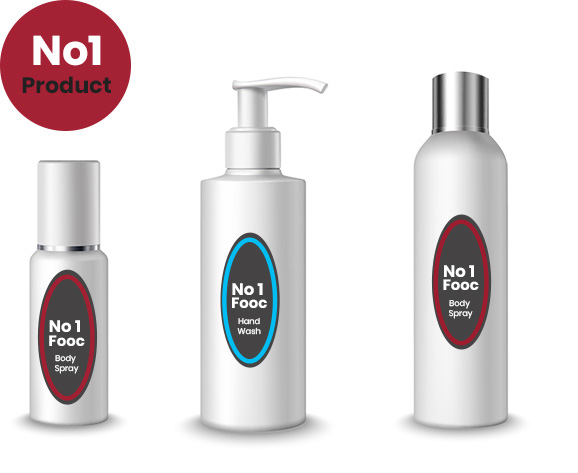 No1
Product
No 1
Fooc
Body
Spray
No 1
Fooc
Hand
Wash
No 1
Fooc
Body
Spray